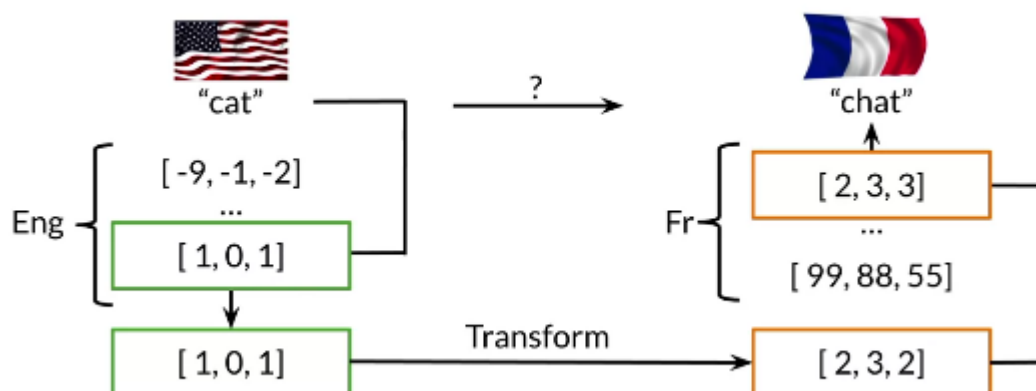 “cat”
?
“chat”
Eng
[ -9, -1, -2]
...
[ 1, 0, 1]
Fr
[ 2, 3, 3]
...
[ 99, 88, 55]
[ 1, 0, 1]
Transform
[ 2, 3, 2]